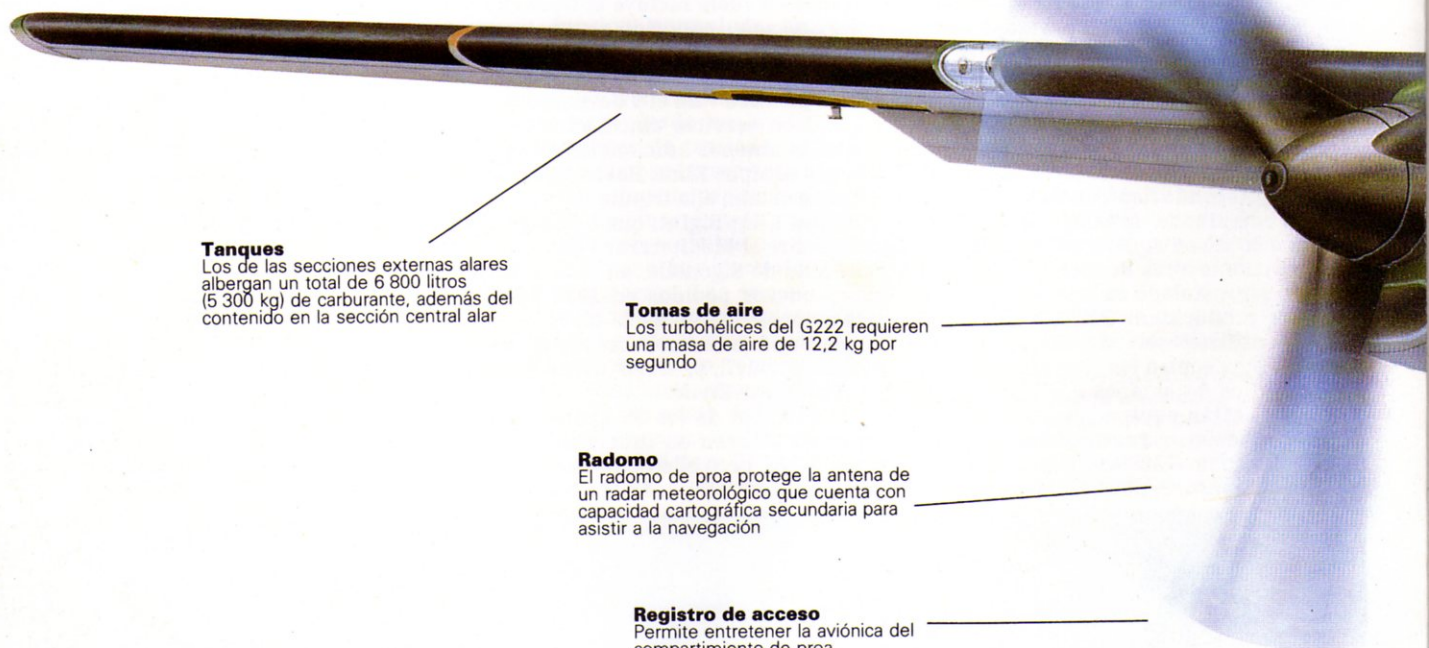 Tanques
Los de las secciones externas alares
albergan un total de 6 800 litros
(5 300 kg) de carburante, además del
contenido en la sección central alar
Tomas de aire
Los turbohélices del G222 requieren
una masa de aire de 12,2 kg por
segundo
Radomo
El radomo de proa protege la antena de
un radar meteorológico que cuenta con
capacidad cartográfica secundaria para
asistir a la navegación
Registro de acceso
Permite entretener la aviónica del
compartimiento de proa